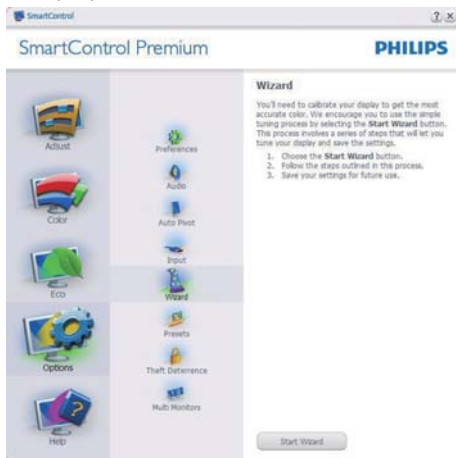 SmartControl
SmartControl Premium
PHILIPS
Adjust
Color
Eco
Options
Help
Preferences
Audio
Auto Pivot
Input
Wizard
Presets
Theft Deterrence
Multi Monitors
Wizard
You'll need to calibrate your display to get the most
accurate color. We encourage you to use the simple
tuning process by selecting the Start Wizard button.
This process involves a series of steps that will let you
tune your display and save the settings.
1. Choose the Start Wizard button.
2. Follow the steps outlined in this process.
3. Save your settings for future use.
Start Wizard